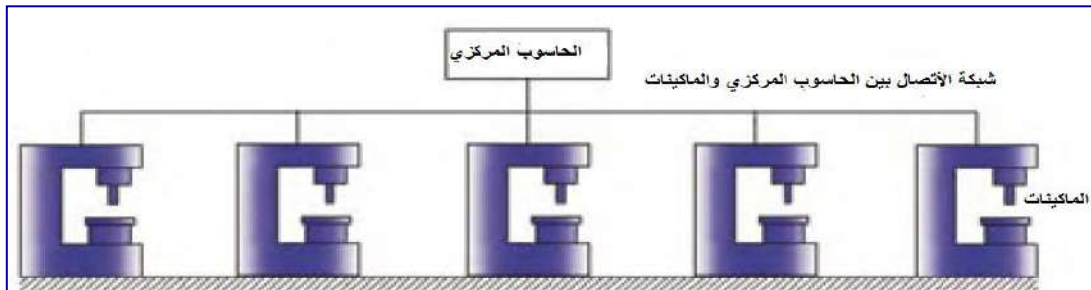 الحاسوب المركزي
شبكة الأتصال بين الحاسوب المركزي والماكينات
الماكينات